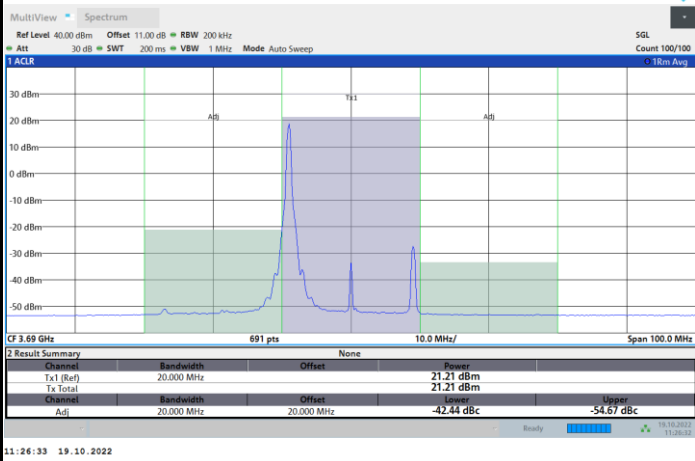 MultiView Spectrum
Ref Level 40.00 dBm Offset 11.00 dB RBW 200 kHz SGL
Att 30 dB SWT 200 ms VBW 1 MHz Mode Auto Sweep Count 100/100
1 ACLR 1Rm Avg
30 dBm
Tx1
20 dBm Adj Adj
10 dBm
0 dBm
-10 dBm
-20 dBm
-30 dBm
-40 dBm
-50 dBm
CF 3.69 GHz 691 pts 10.0 MHz/ Span 100.0 MHz
2 Result Summary None
Channel Bandwidth Offset Power
Tx1 (Ref) 20.000 MHz 21.21 dBm
Tx Total 21.21 dBm
Channel Bandwidth Offset Lower Upper
Adj 20.000 MHz 20.000 MHz -42.44 dBc -54.67 dBc
Ready 19.10.2022
11:26:32
11:26:33 19.10.2022